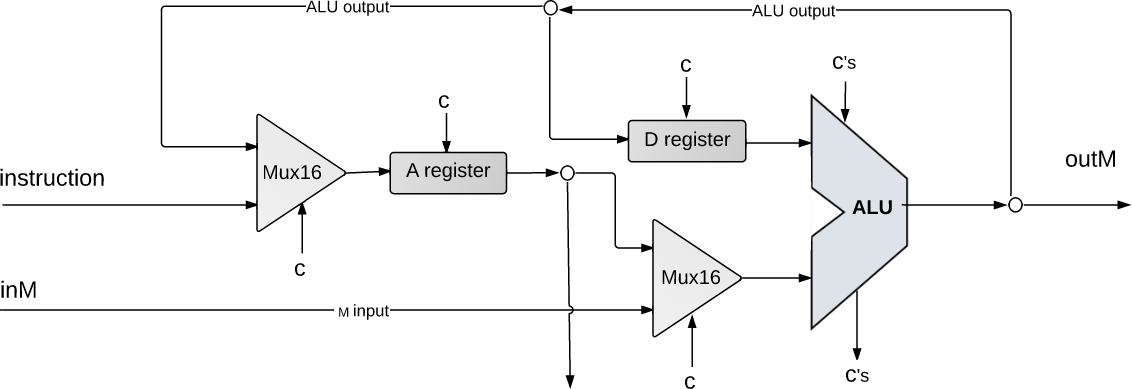 ALU output
ALU output
c
c's
c
D register
outM
instruction
Mux16
A register
ALU
c
inM
Mux16
M input
c
c's